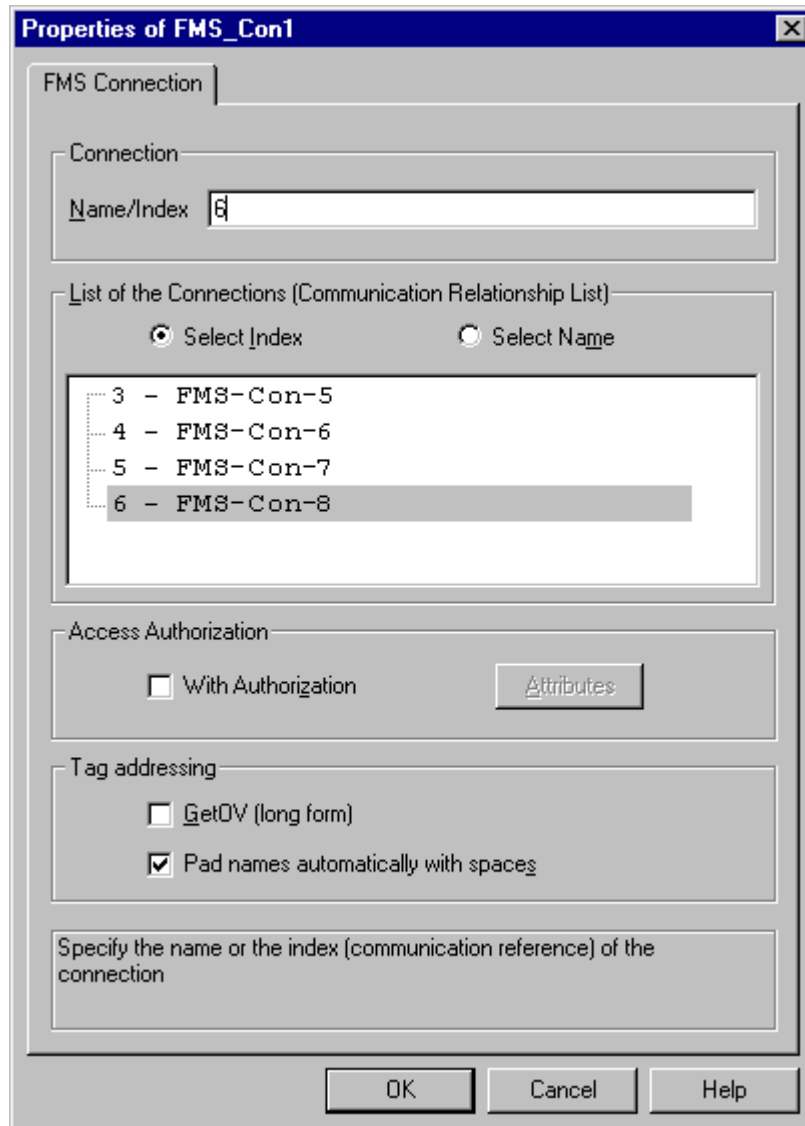 Properties of FMS_Con1
FMS Connection
Connection
Name/Index 6
List of the Connections (Communication Relationship List)
Select Index Select Name
3 - FMS-Con-5
4 - FMS-Con-6
5 - FMS-Con-7
6 - FMS-Con-8
Access Authorization
With Authorization Attributes
Tag addressing
GetOV (long form)
Pad names automatically with spaces
Specify the name or the index (communication reference) of the
connection
OK Cancel Help